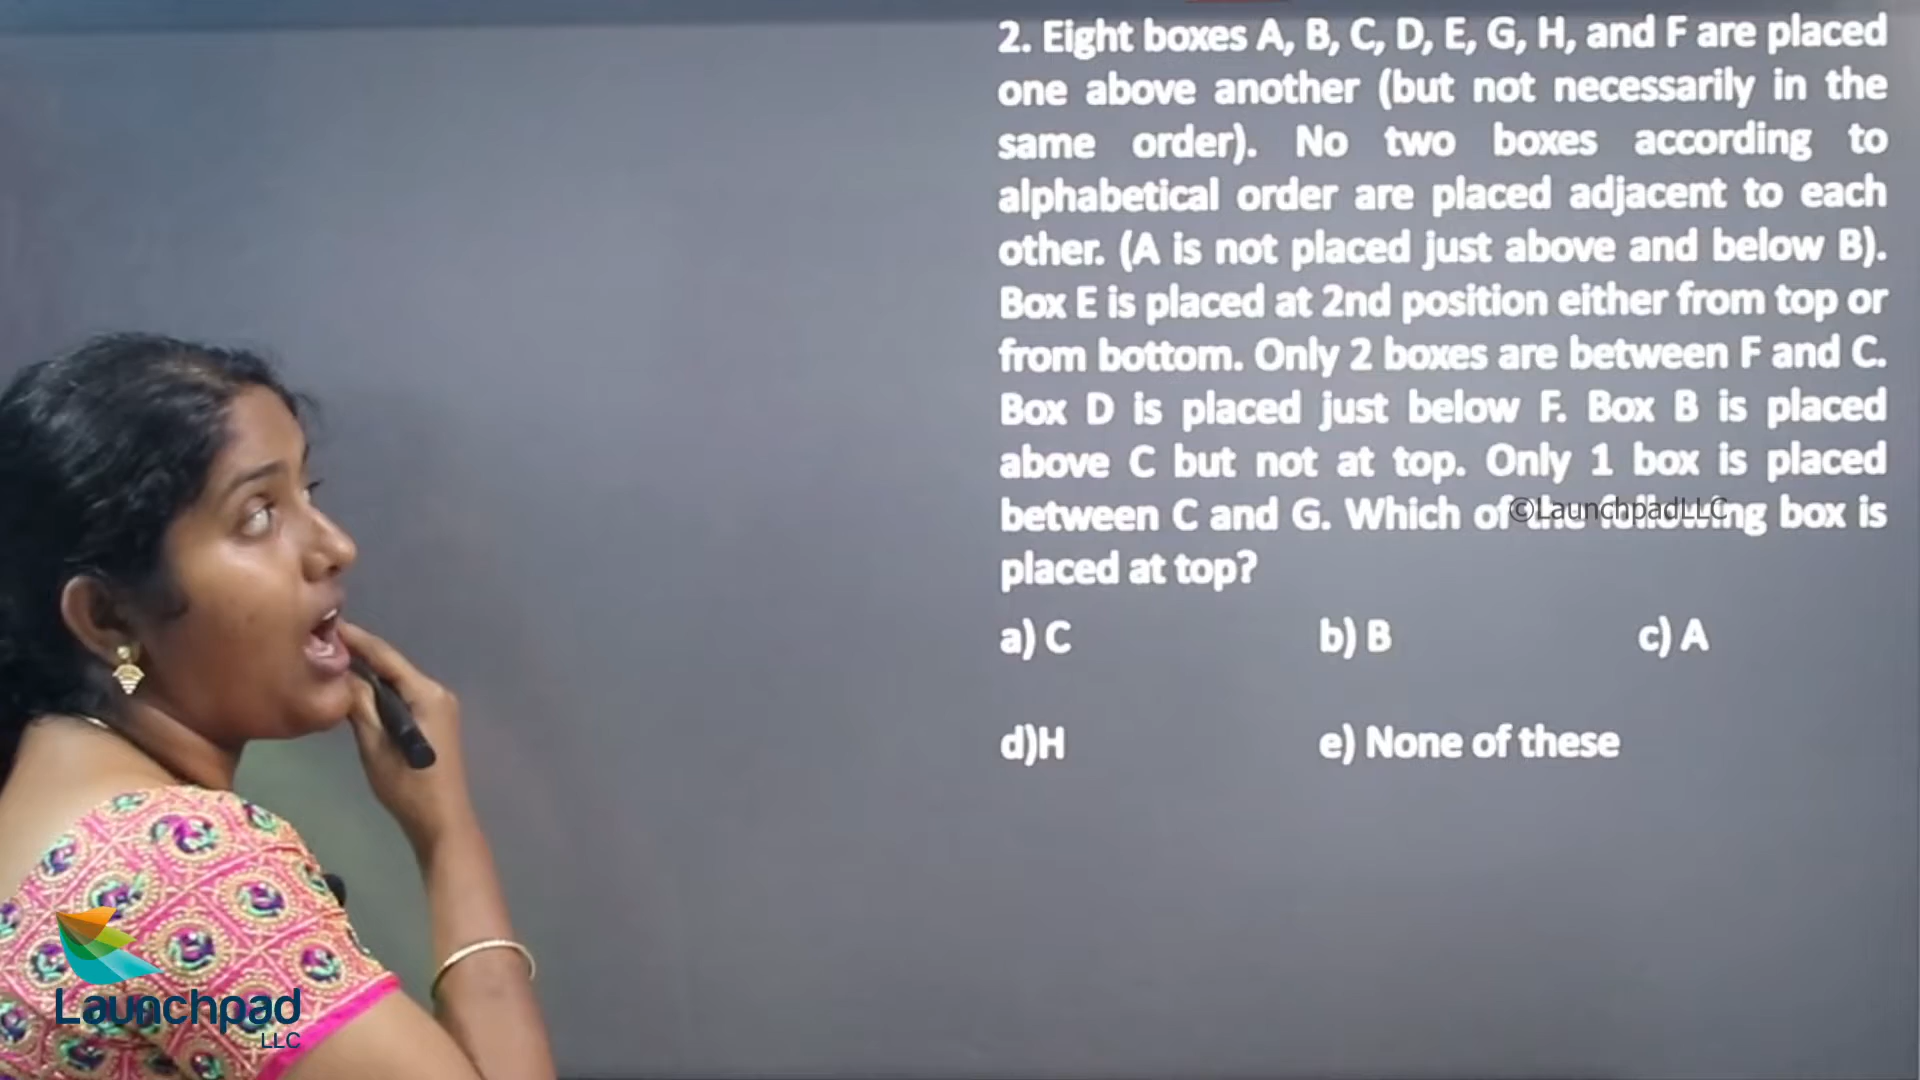 2. Eight boxes A, B, C, D, E, G, H, and F are placed
one above another (but not necessarily in the
same order). No two boxes according to
alphabetical order are placed adjacent to each
other. (A is not placed just above and below B).
Box E is placed at 2nd position either from top or
from bottom. Only 2 boxes are between F and C.
Box D is placed just below F. Box B is placed
above C but not at top. Only 1 box is placed
between C and G. Which of the following box is
©LaunchpadLLC
placed at top?
a) C b) B c) A
d)H e) None of these
Launchpad
LLC